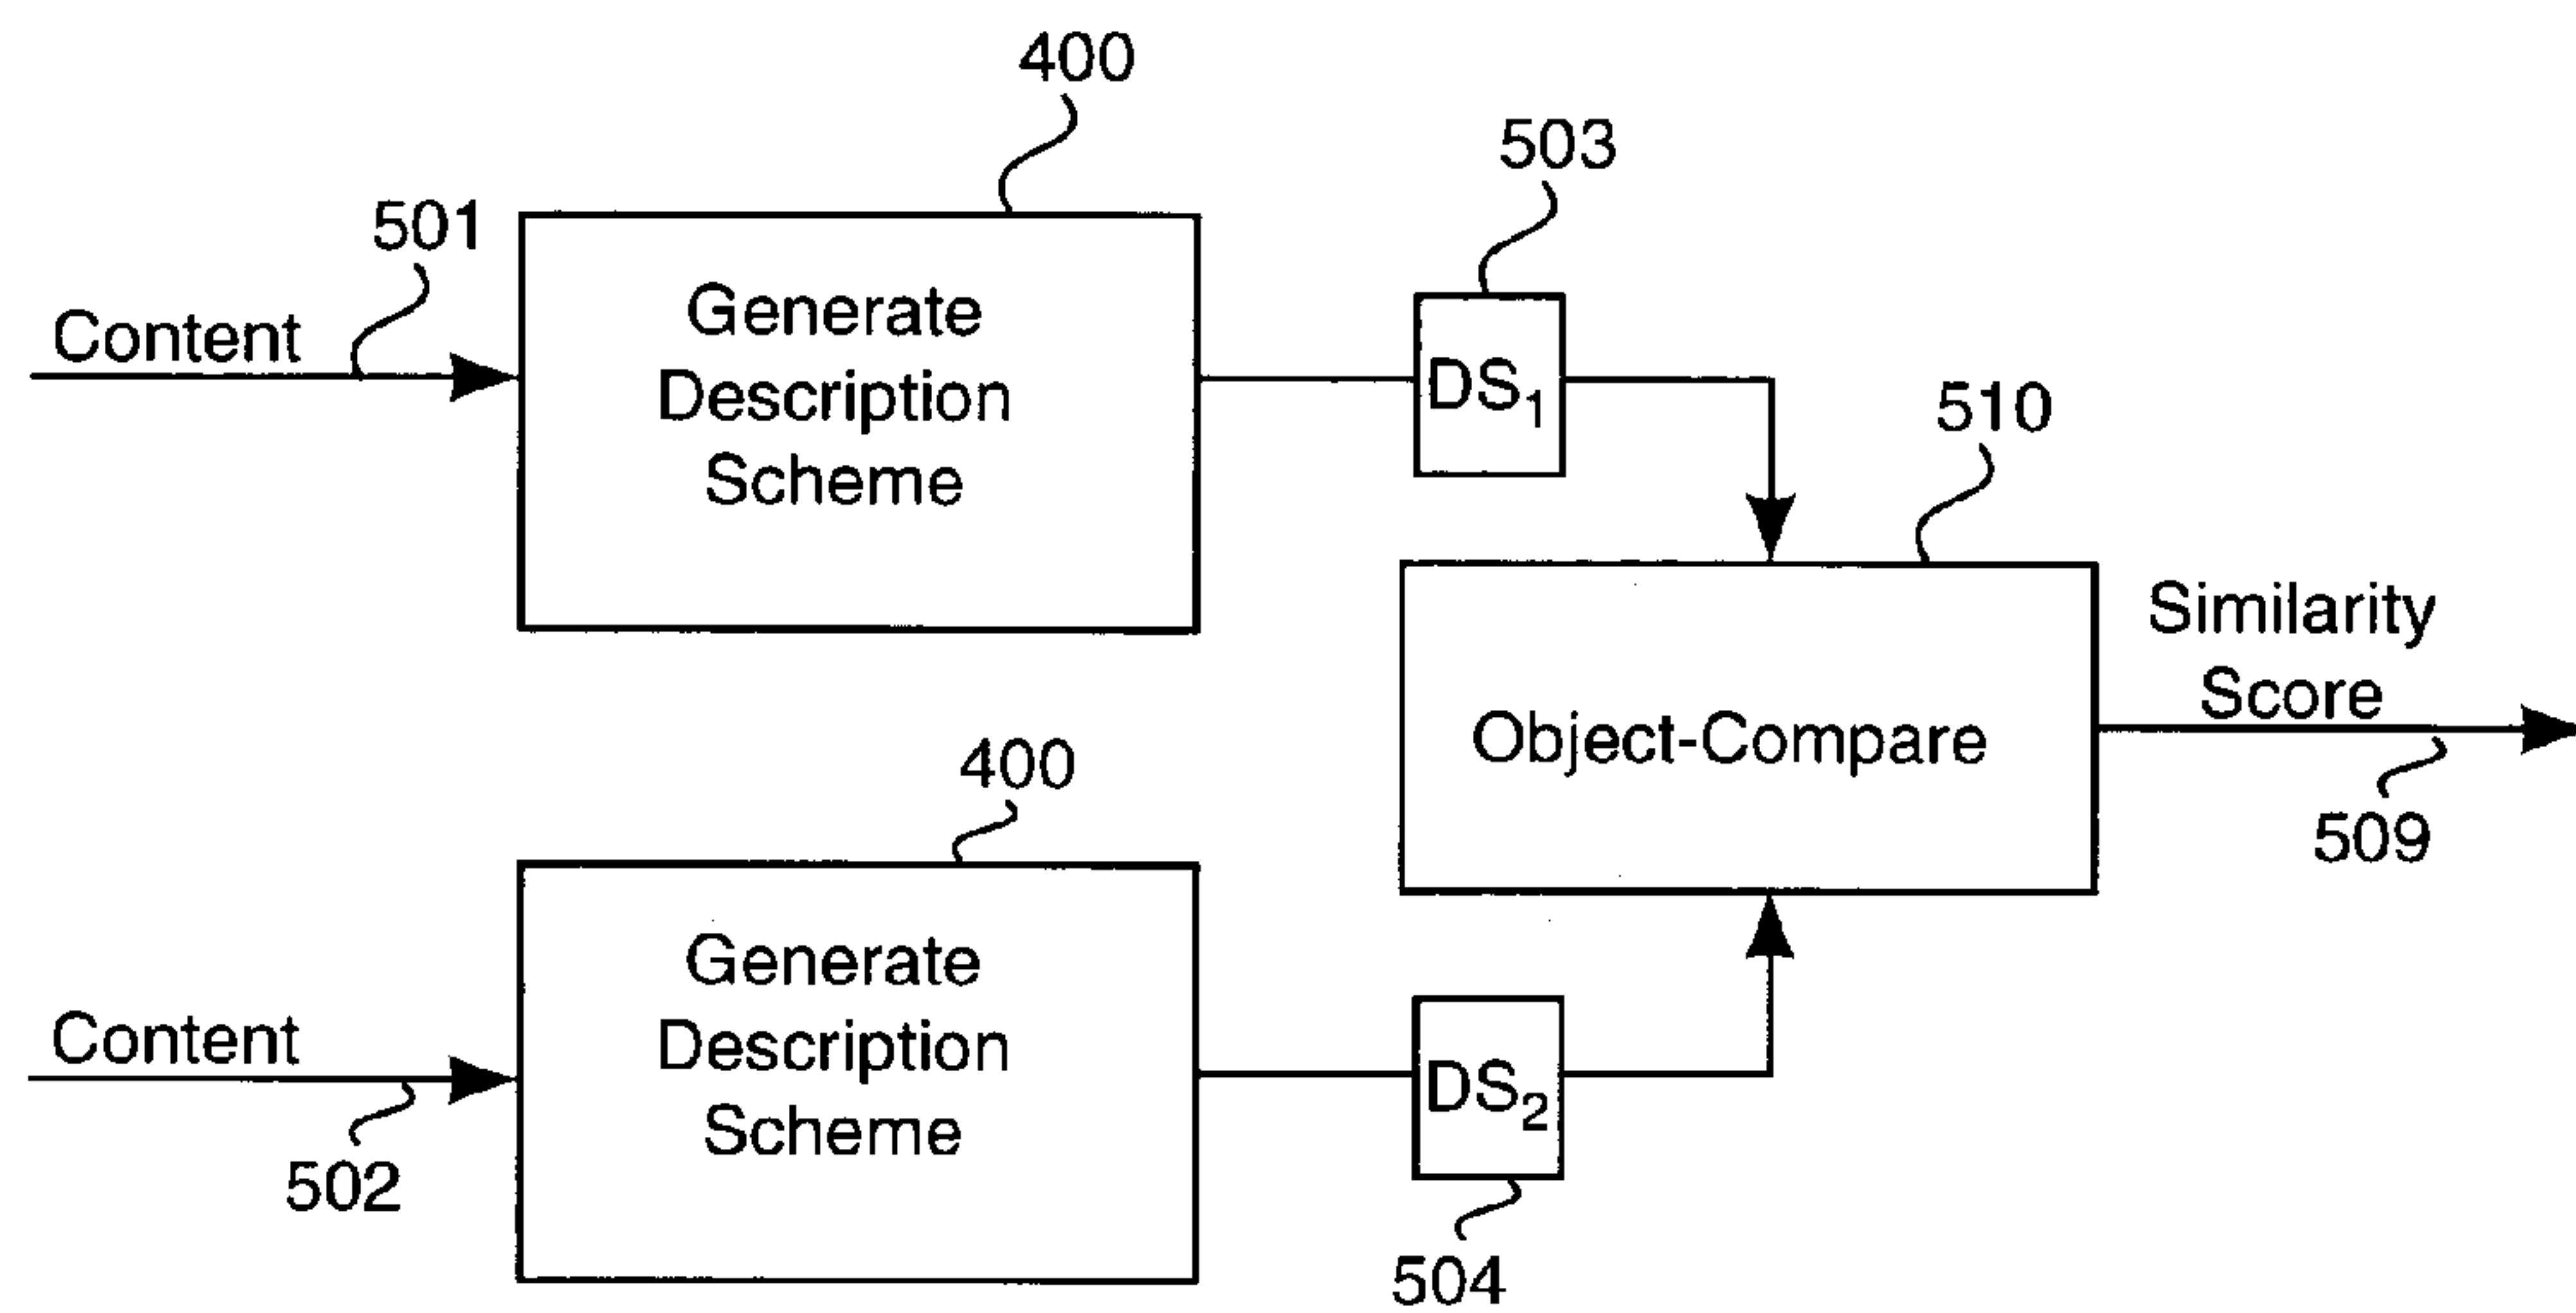 400
503
501
Content
Generate
Description
Scheme
DS₁
510
Similarity
Score
Object-Compare
509
400
Content
502
Generate
Description
Scheme
DS₂
504